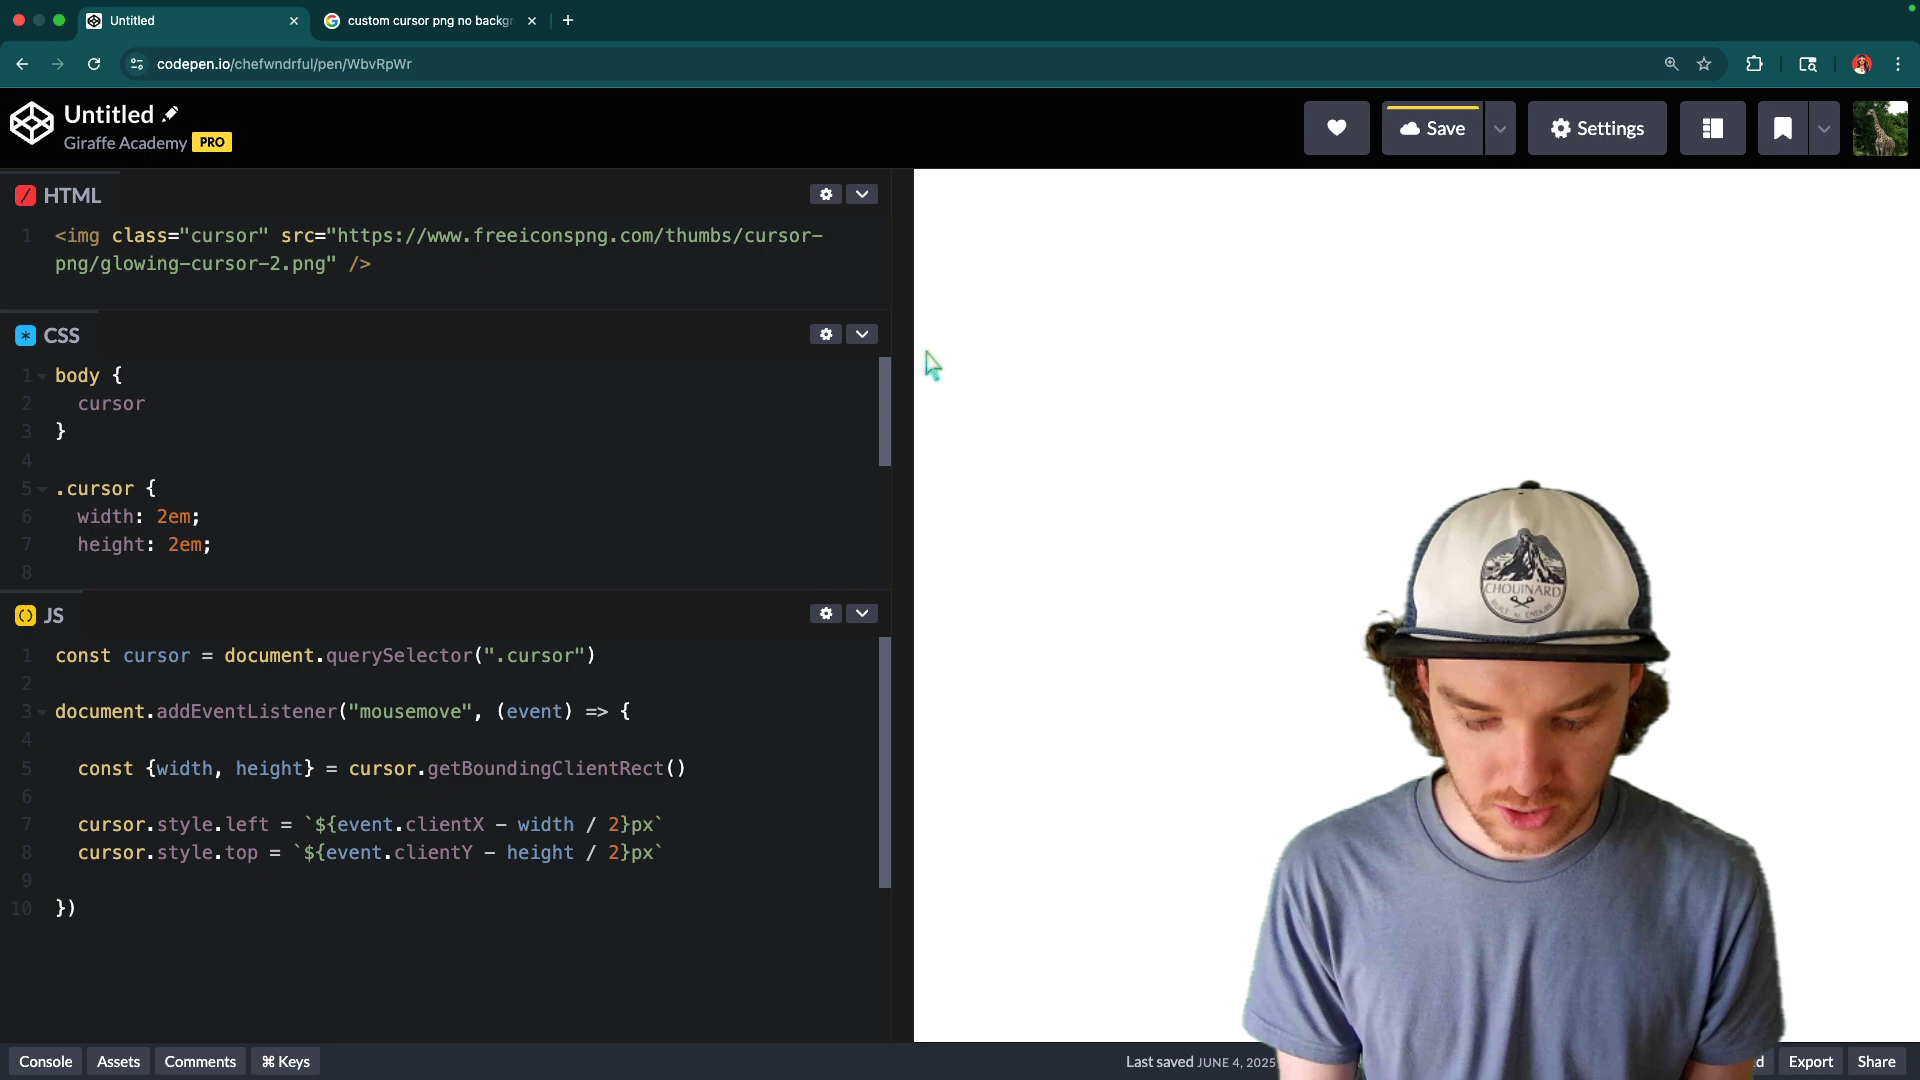 Untitled
custom cursor png no backgr
codepen.io/chefwndrful/pen/WbvRpWr
Untitled
Giraffe Academy PRO
Save
Settings
HTML
1 <img class="cursor" src="https://www.freeiconspng.com/thumbs/cursor-
png/glowing-cursor-2.png" />
CSS
1 body {
2 cursor
3 }
4
5 .cursor {
6 width: 2em;
7 height: 2em;
8
JS
1 const cursor = document.querySelector(".cursor")
2
3 document.addEventListener("mousemove", (event) => {
4
5 const {width, height} = cursor.getBoundingClientRect()
6
7 cursor.style.left = `${event.clientX - width / 2}px`
8 cursor.style.top = `${event.clientY - height / 2}px`
9
10 })
CHOUINARD
Console
Assets
Comments
⌘ Keys
Last saved JUNE 4, 2025
d
Export
Share